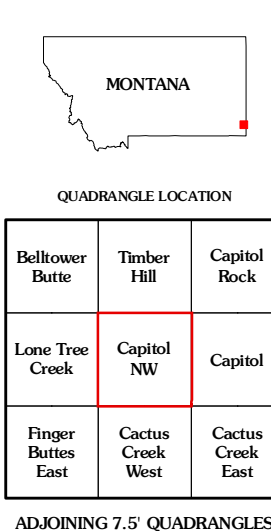 MONTANA
QUADRANGLE LOCATION
Belltower Butte
Timber Hill
Capitol Rock
Lone Tree Creek
Capitol NW
Capitol
Finger Buttes East
Cactus Creek West
Cactus Creek East
ADJOINING 7.5' QUADRANGLES